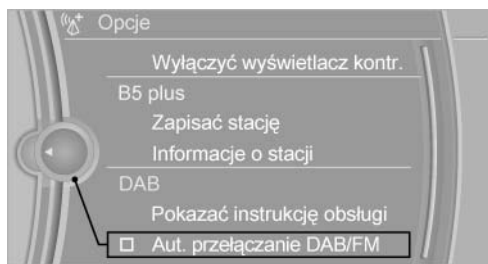 Opcje
Wyłączyć wyświetlacz kontr.
B5 plus
Zapisać stację
Informacje o stacji
DAB
Pokazać instrukcję obsługi
Aut. przełączanie DAB/FM